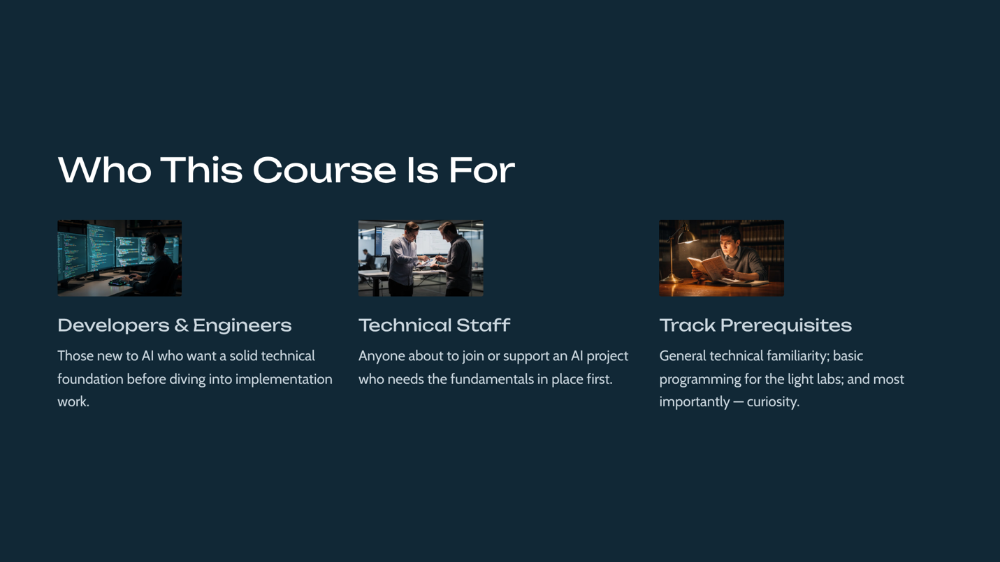 Who This Course Is For
Developers & Engineers
Those new to AI who want a solid technical
foundation before diving into implementation
work.
Technical Staff
Anyone about to join or support an AI project
who needs the fundamentals in place first.
Track Prerequisites
General technical familiarity; basic
programming for the light labs; and most
importantly — curiosity.